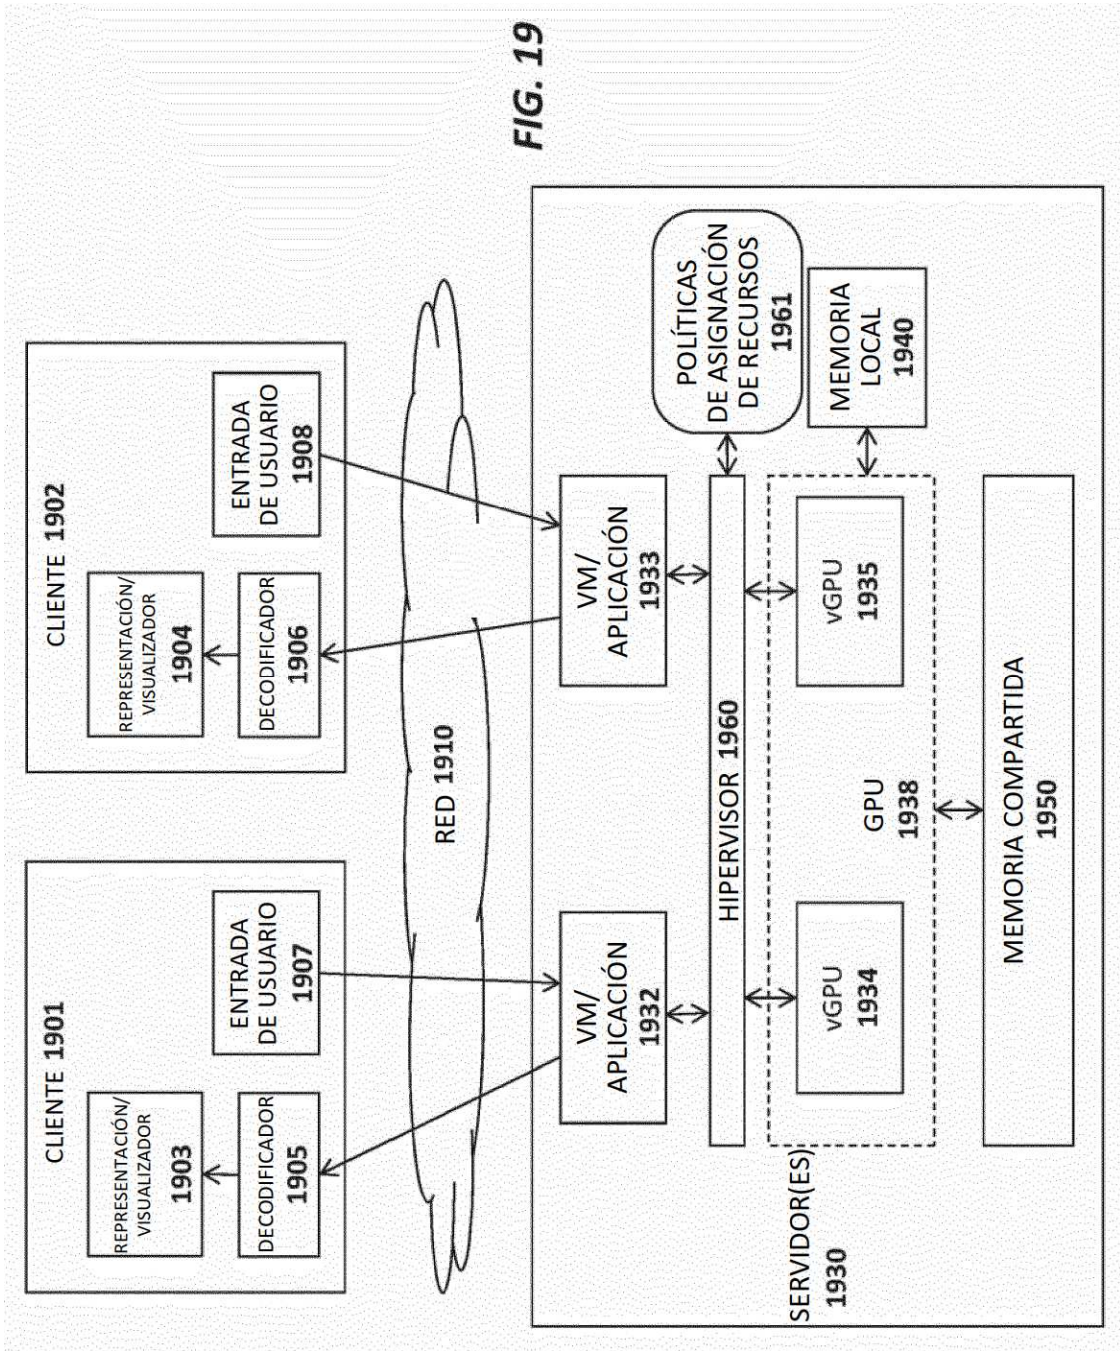 CLIENTE 1901
REPRESENTACIÓN/
VISUALIZADOR
1903
DECODIFICADOR
1905
ENTRADA
DE USUARIO
1907
CLIENTE 1902
REPRESENTACIÓN/
VISUALIZADOR
1904
DECODIFICADOR
1906
ENTRADA
DE USUARIO
1908
RED 1910
SERVIDOR(ES)
1930
VM/
APLICACIÓN
1932
VM/
APLICACIÓN
1933
HIPERVISOR 1960
POLÍTICAS
DE ASIGNACIÓN
DE RECURSOS
1961
vGPU
1934
GPU
1938
vGPU
1935
MEMORIA
LOCAL
1940
MEMORIA COMPARTIDA
1950
FIG. 19